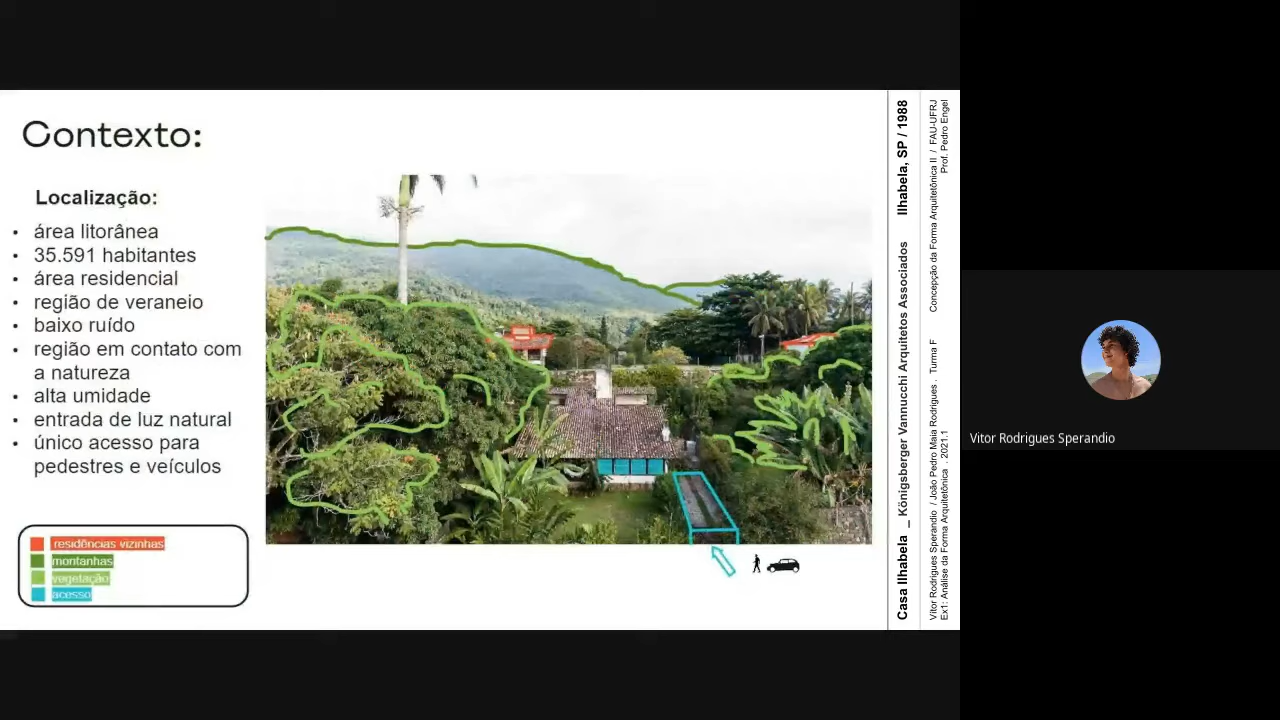 Contexto:
Localização:
• área litorânea
• 35.591 habitantes
• área residencial
• região de veraneio
• baixo ruído
• região em contato com
a natureza
• alta umidade
• entrada de luz natural
• único acesso para
pedestres e veículos
residências vizinhas
montanhas
vegetação
acesso
Casa Ilhabela _ Königsberger Vannucchi Arquitetos Associados Ilhabela, SP / 1988
Vitor Rodrigues Sperandio / João Pedro Maia Rodrigues . Turma F Concepção da Forma Arquitetônica II / FAU-UFRJ
Ex1: Análise da Forma Arquitetônica . 2021.1 Prof. Pedro Engel
Vitor Rodrigues Sperandio